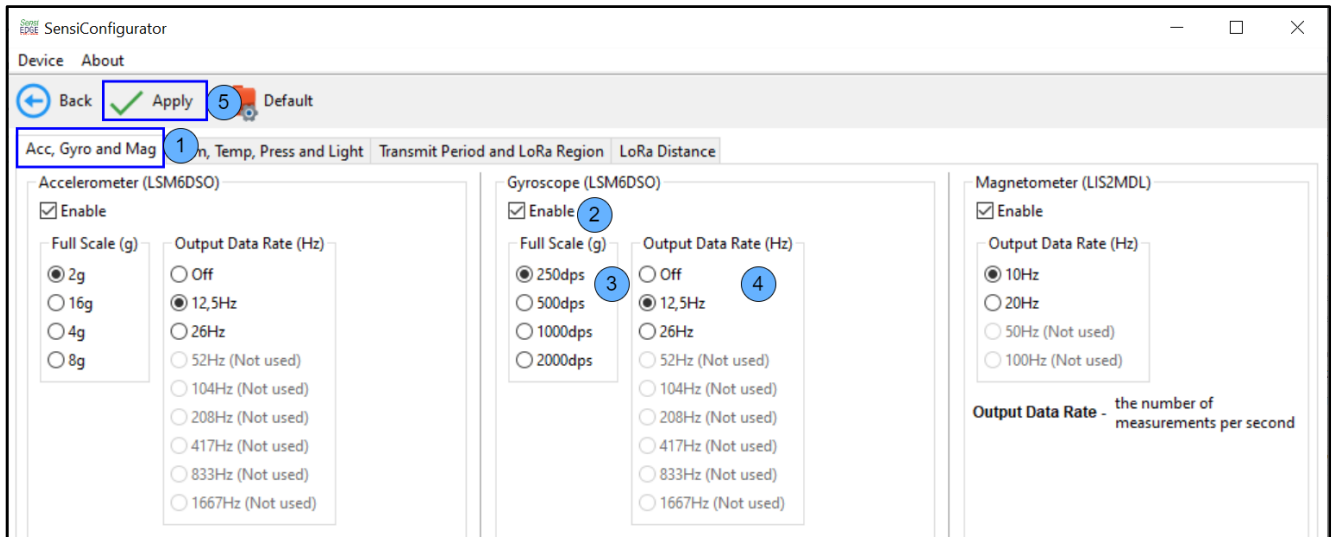 Sensi
EDGE SensiConfigurator
Device About
Back Apply 5 Default
Acc, Gyro and Mag 1 Temp, Press and Light Transmit Period and LoRa Region LoRa Distance
Accelerometer (LSM6DSO) Gyroscope (LSM6DSO) Magnetometer (LIS2MDL)
Enable Enable 2 Enable
Full Scale (g) Output Data Rate (Hz) Full Scale (g) Output Data Rate (Hz) Output Data Rate (Hz)
2g Off 250dps 3 Off 4 10Hz
16g 12,5Hz 500dps 12,5Hz 20Hz
4g 26Hz 1000dps 26Hz 50Hz (Not used)
8g 52Hz (Not used) 2000dps 52Hz (Not used) 100Hz (Not used)
104Hz (Not used) 104Hz (Not used)
208Hz (Not used) 208Hz (Not used)
Output Data Rate - the number of
measurements per second
417Hz (Not used) 417Hz (Not used)
833Hz (Not used) 833Hz (Not used)
1667Hz (Not used) 1667Hz (Not used)